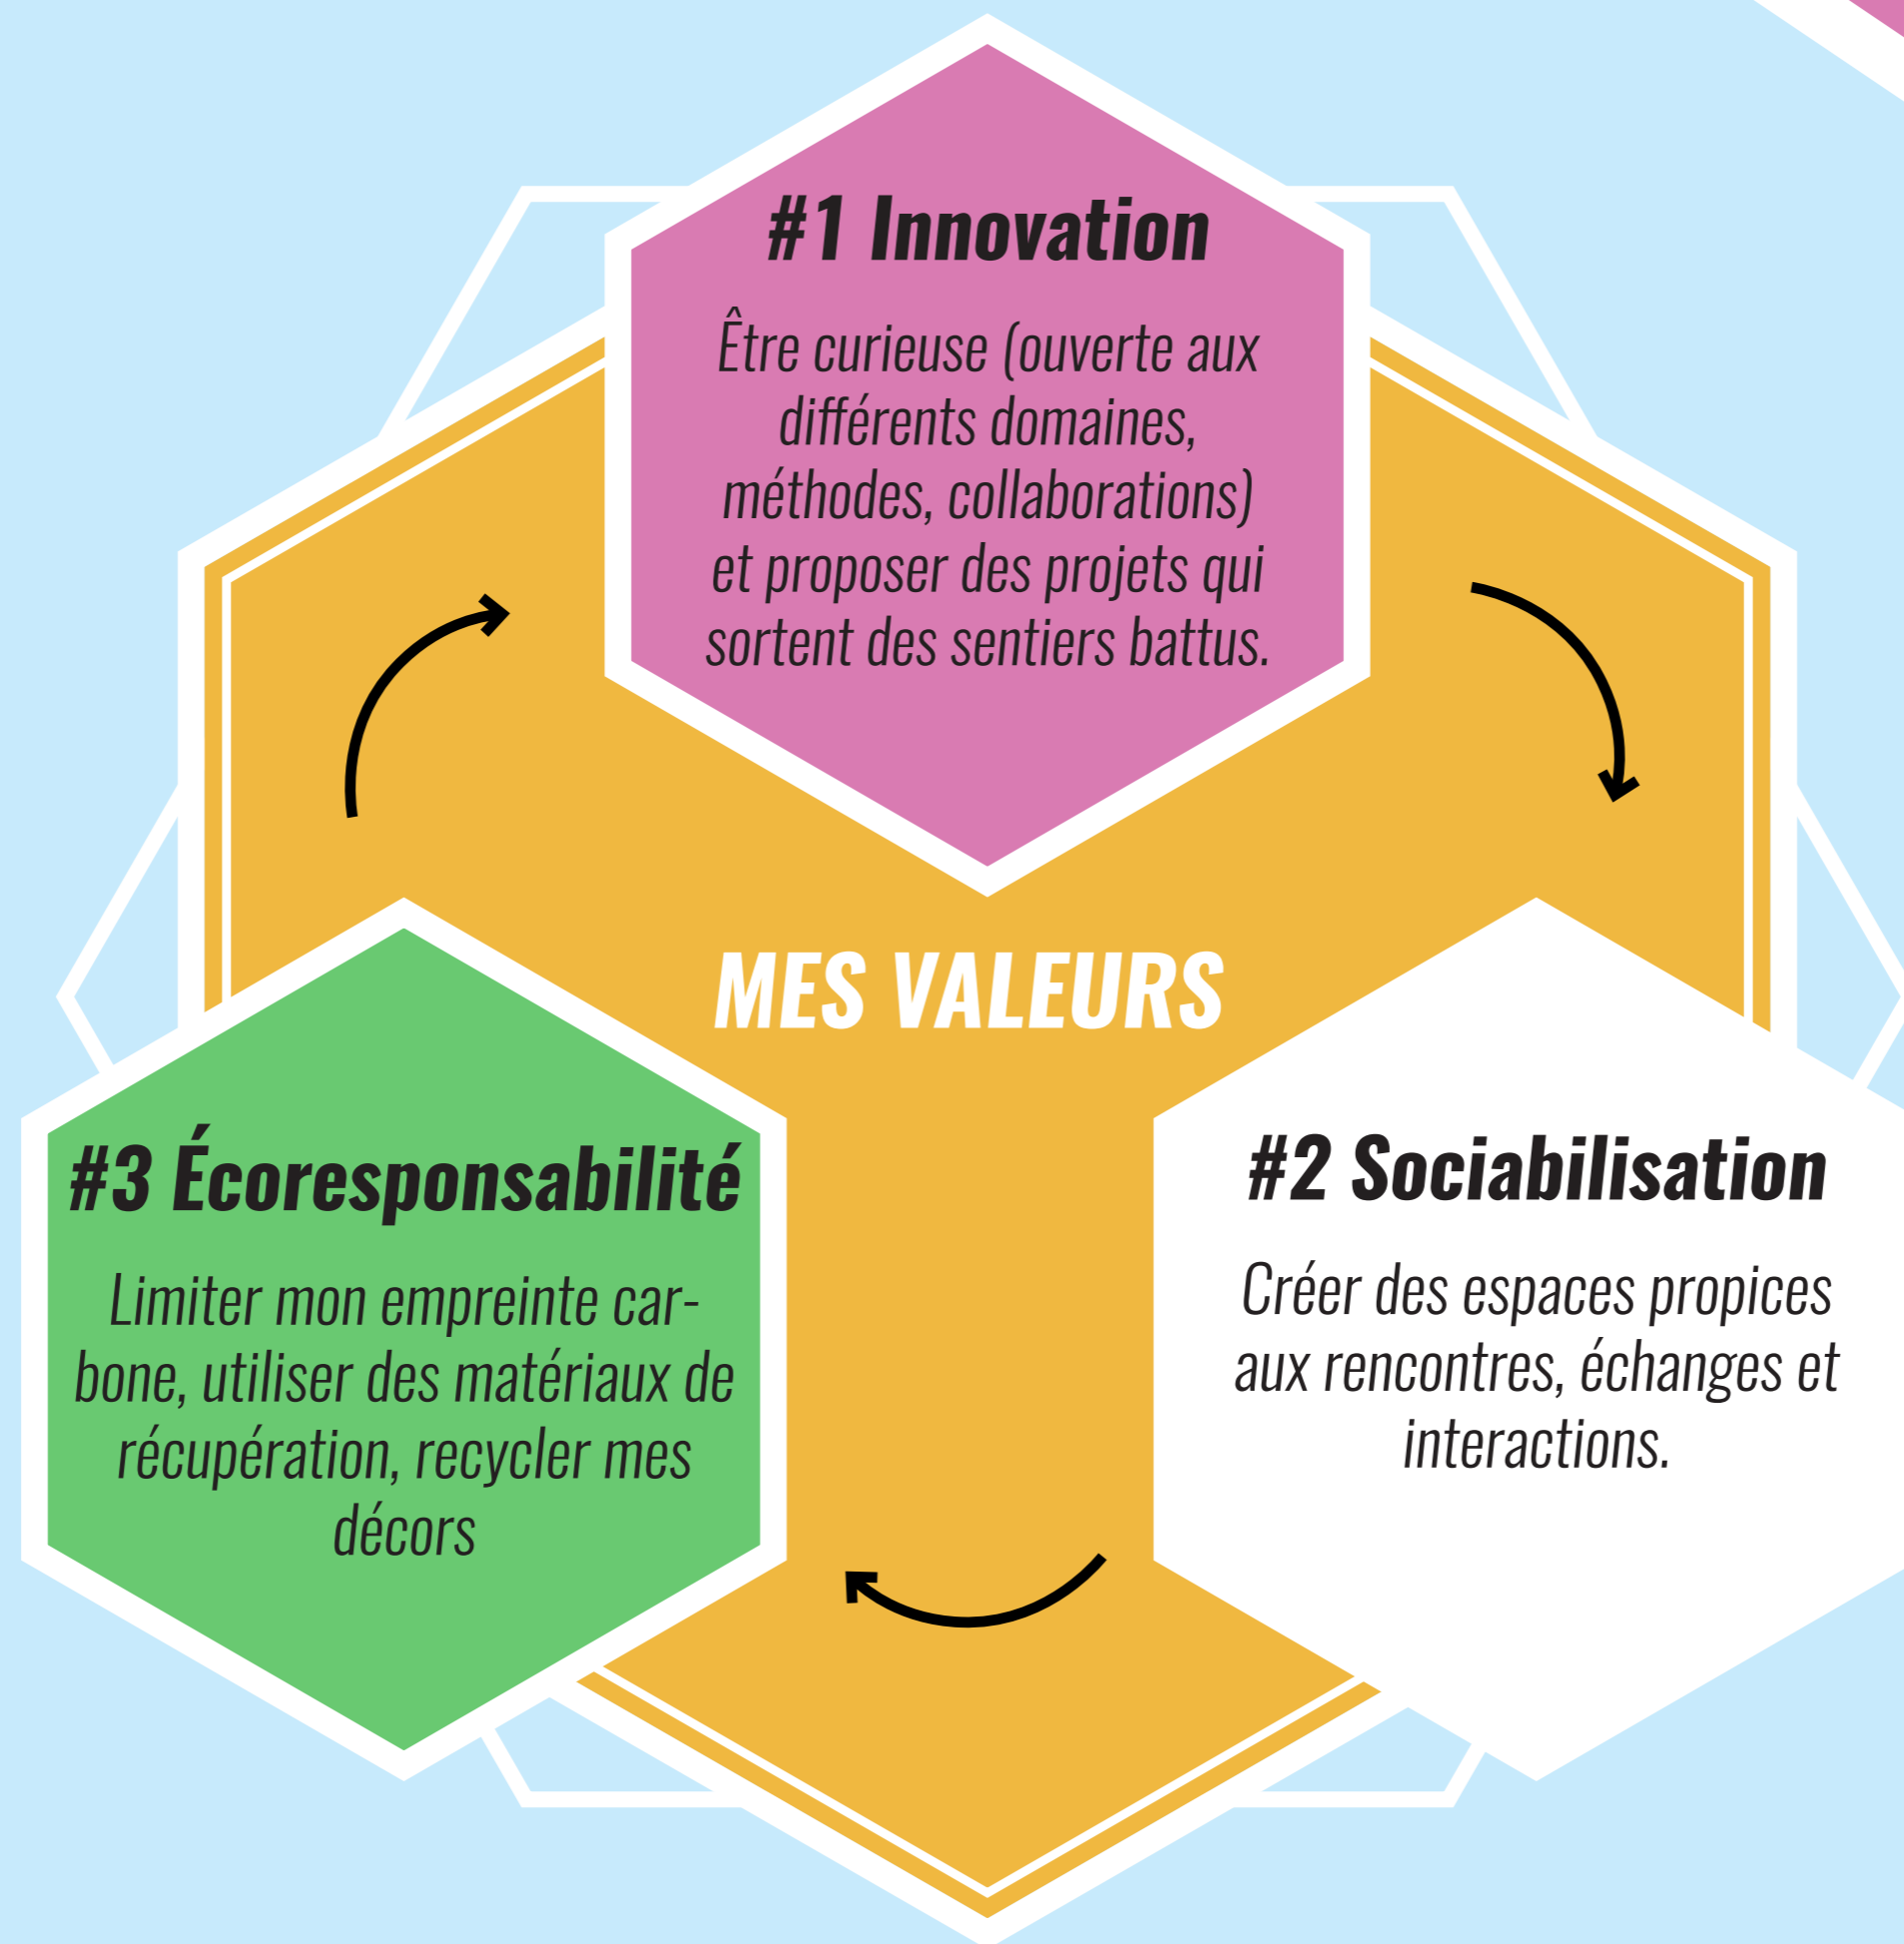 #1 Innovation
Être curieuse (ouverte aux
différents domaines,
méthodes, collaborations)
et proposer des projets qui
sortent des sentiers battus.
MES VALEURS
#2 Sociabilisation
Créer des espaces propices
aux rencontres, échanges et
interactions.
#3 Écoresponsabilité
Limiter mon empreinte car-
bone, utiliser des matériaux de
récupération, recycler mes
décors